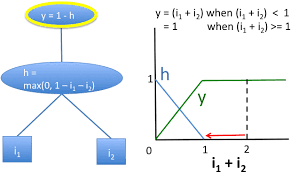 y = 1 - h
h =
max(0, 1 – i₁ – i₂)
i₁
i₂
y = (i₁ + i₂) when (i₁ + i₂) < 1
= 1 when (i₁ + i₂) >= 1
1
h
y
0
1
2
i₁ + i₂